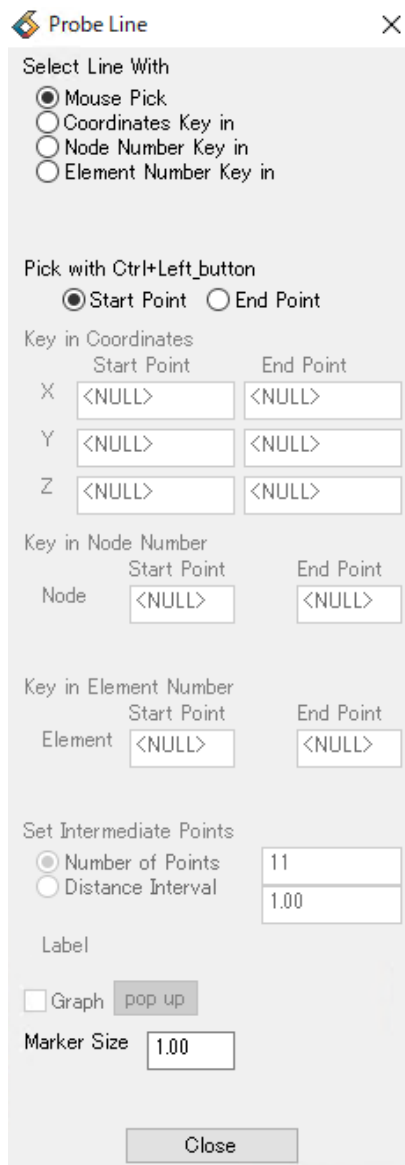 Probe Line
Select Line With
Mouse Pick
Coordinates Key in
Node Number Key in
Element Number Key in
Pick with Ctrl+Left_button
Start Point End Point
Key in Coordinates
Start Point End Point
X <NULL> <NULL>
Y <NULL> <NULL>
Z <NULL> <NULL>
Key in Node Number
Start Point End Point
Node <NULL> <NULL>
Key in Element Number
Start Point End Point
Element <NULL> <NULL>
Set Intermediate Points
Number of Points 11
Distance Interval 1.00
Label
Graph pop up
Marker Size 1.00
Close